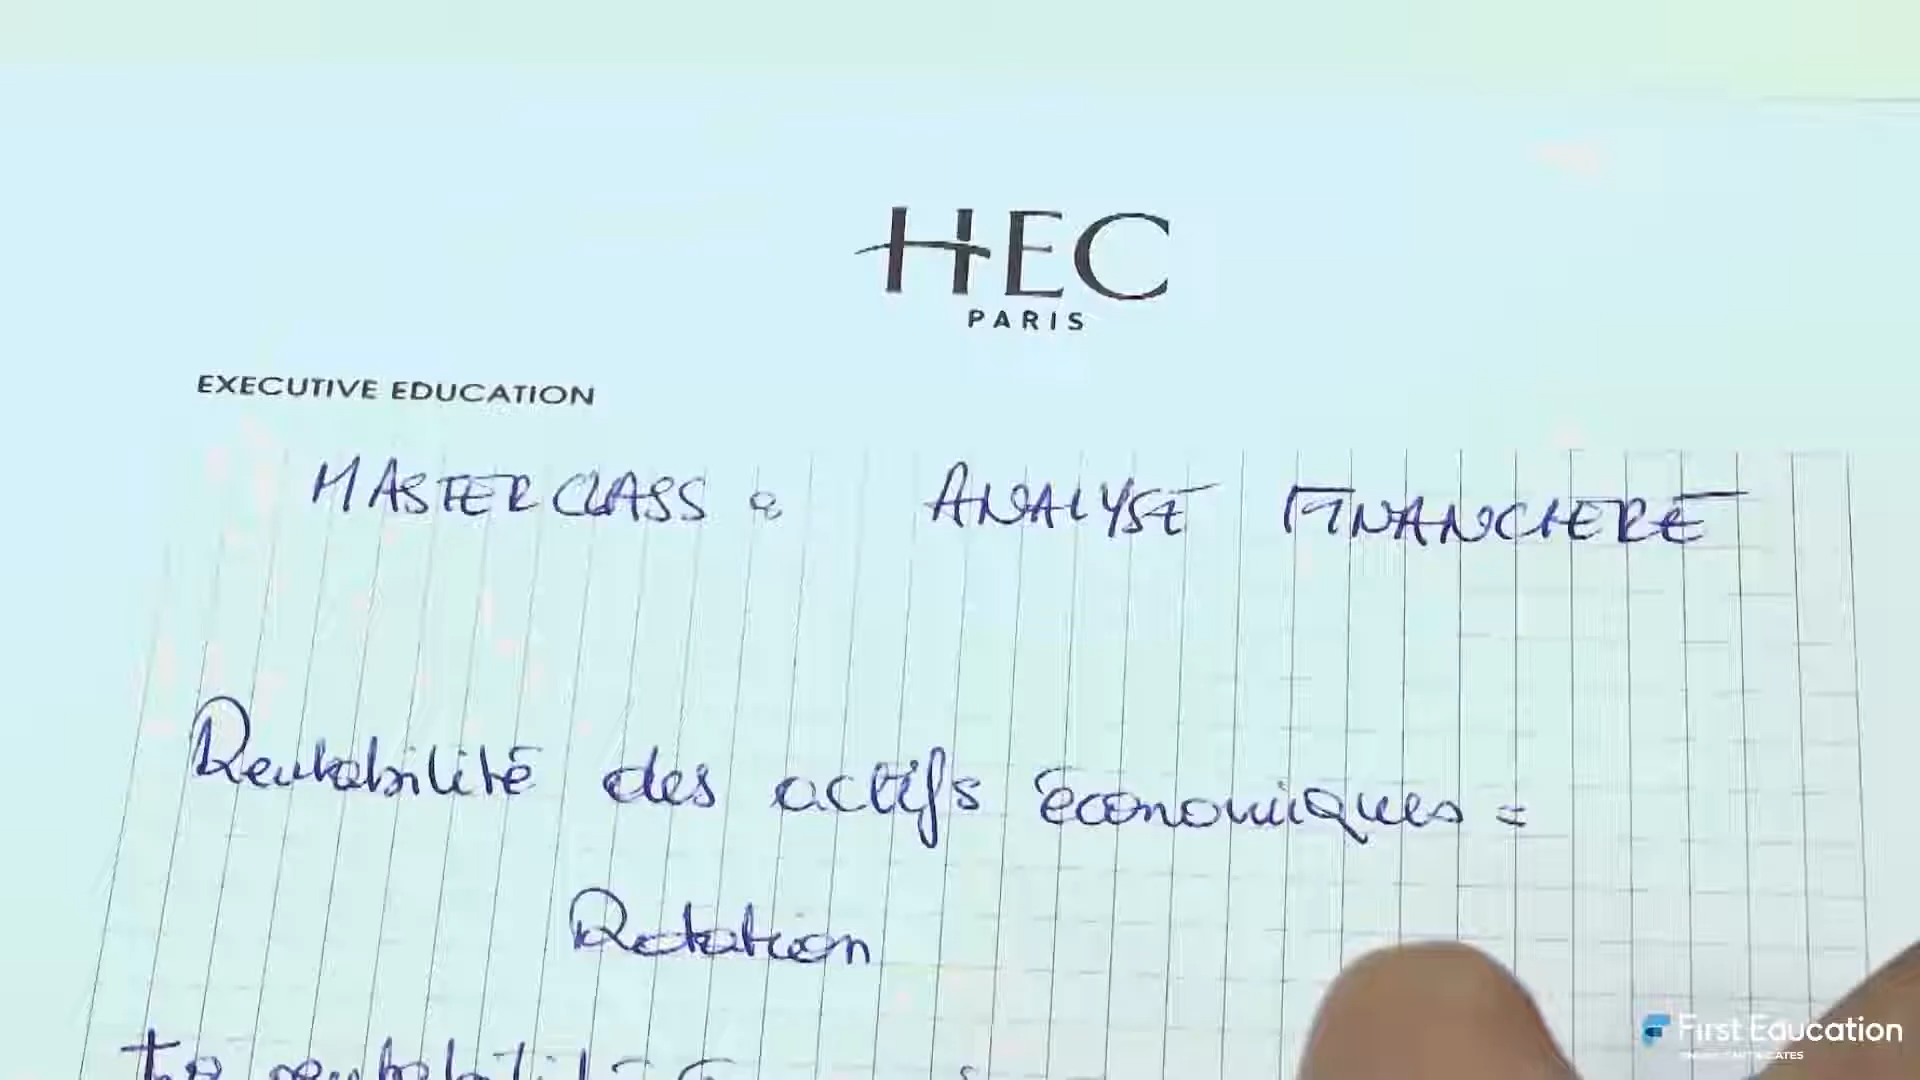 HEC
PARIS
EXECUTIVE EDUCATION
MASTERCLASS : ANALYSE FINANCIERE
Rentabilité des actifs économiques =
Rotation
First Education